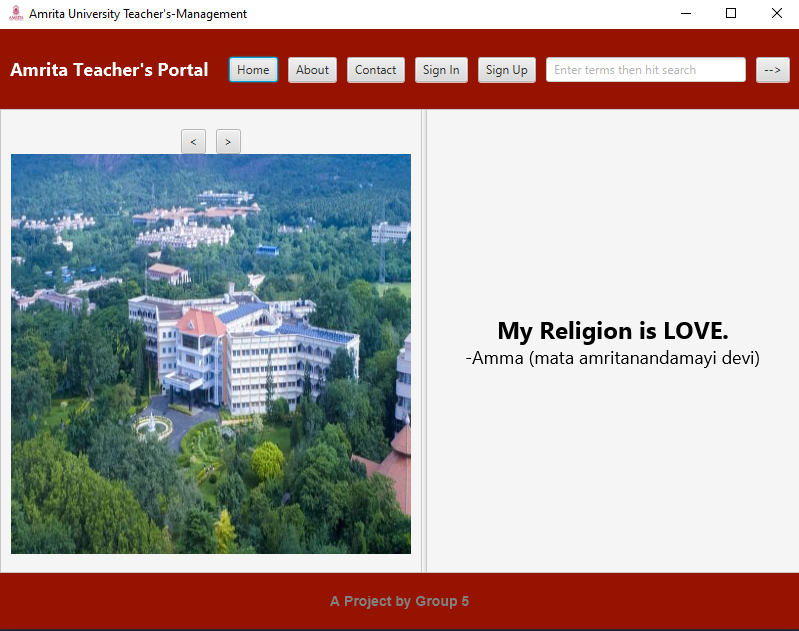 Amrita University Teacher's-Management
Amrita Teacher's Portal
Home
About
Contact
Sign In
Sign Up
Enter terms then hit search
-->
<
>
My Religion is LOVE.
-Amma (mata amritanandamayi devi)
A Project by Group 5